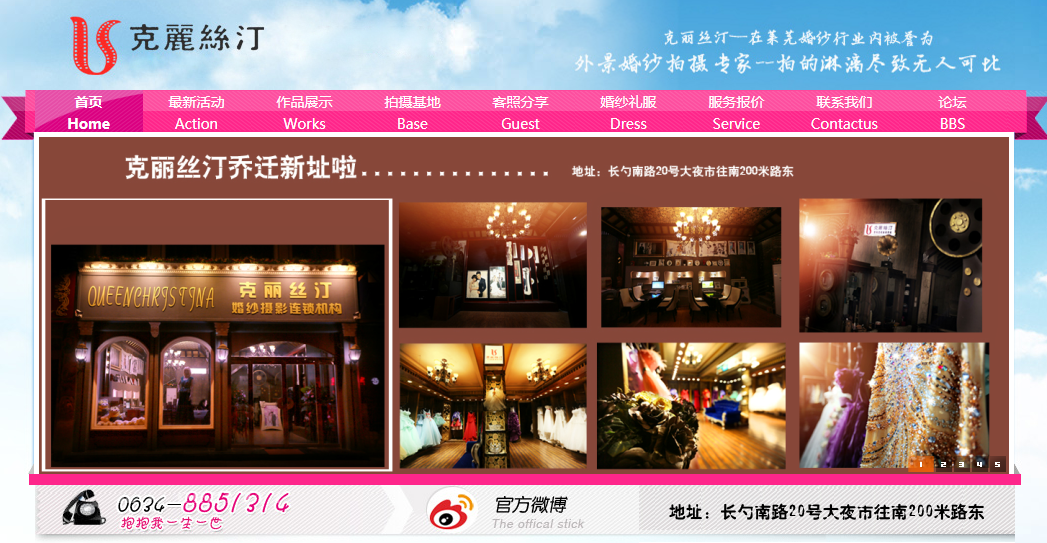 克麗絲汀
克丽丝汀—在莱芜婚纱行业内被誉为
外景婚纱拍摄专家—拍的淋漓尽致无人可比
首页 最新活动 作品展示 拍摄基地 客照分享 婚纱礼服 服务报价 联系我们 论坛
Home Action Works Base Guest Dress Service Contactus BBS
克丽丝汀乔迁新址啦............... 地址：长勺南路20号大夜市往南200米路东
QUEENCHRISTINA 克丽丝汀
婚纱摄影连锁机构
克麗絲汀
1 2 3 4 5
0634-8851314 官方微博
抱抱我一生一世 The offical stick
地址：长勺南路20号大夜市往南200米路东